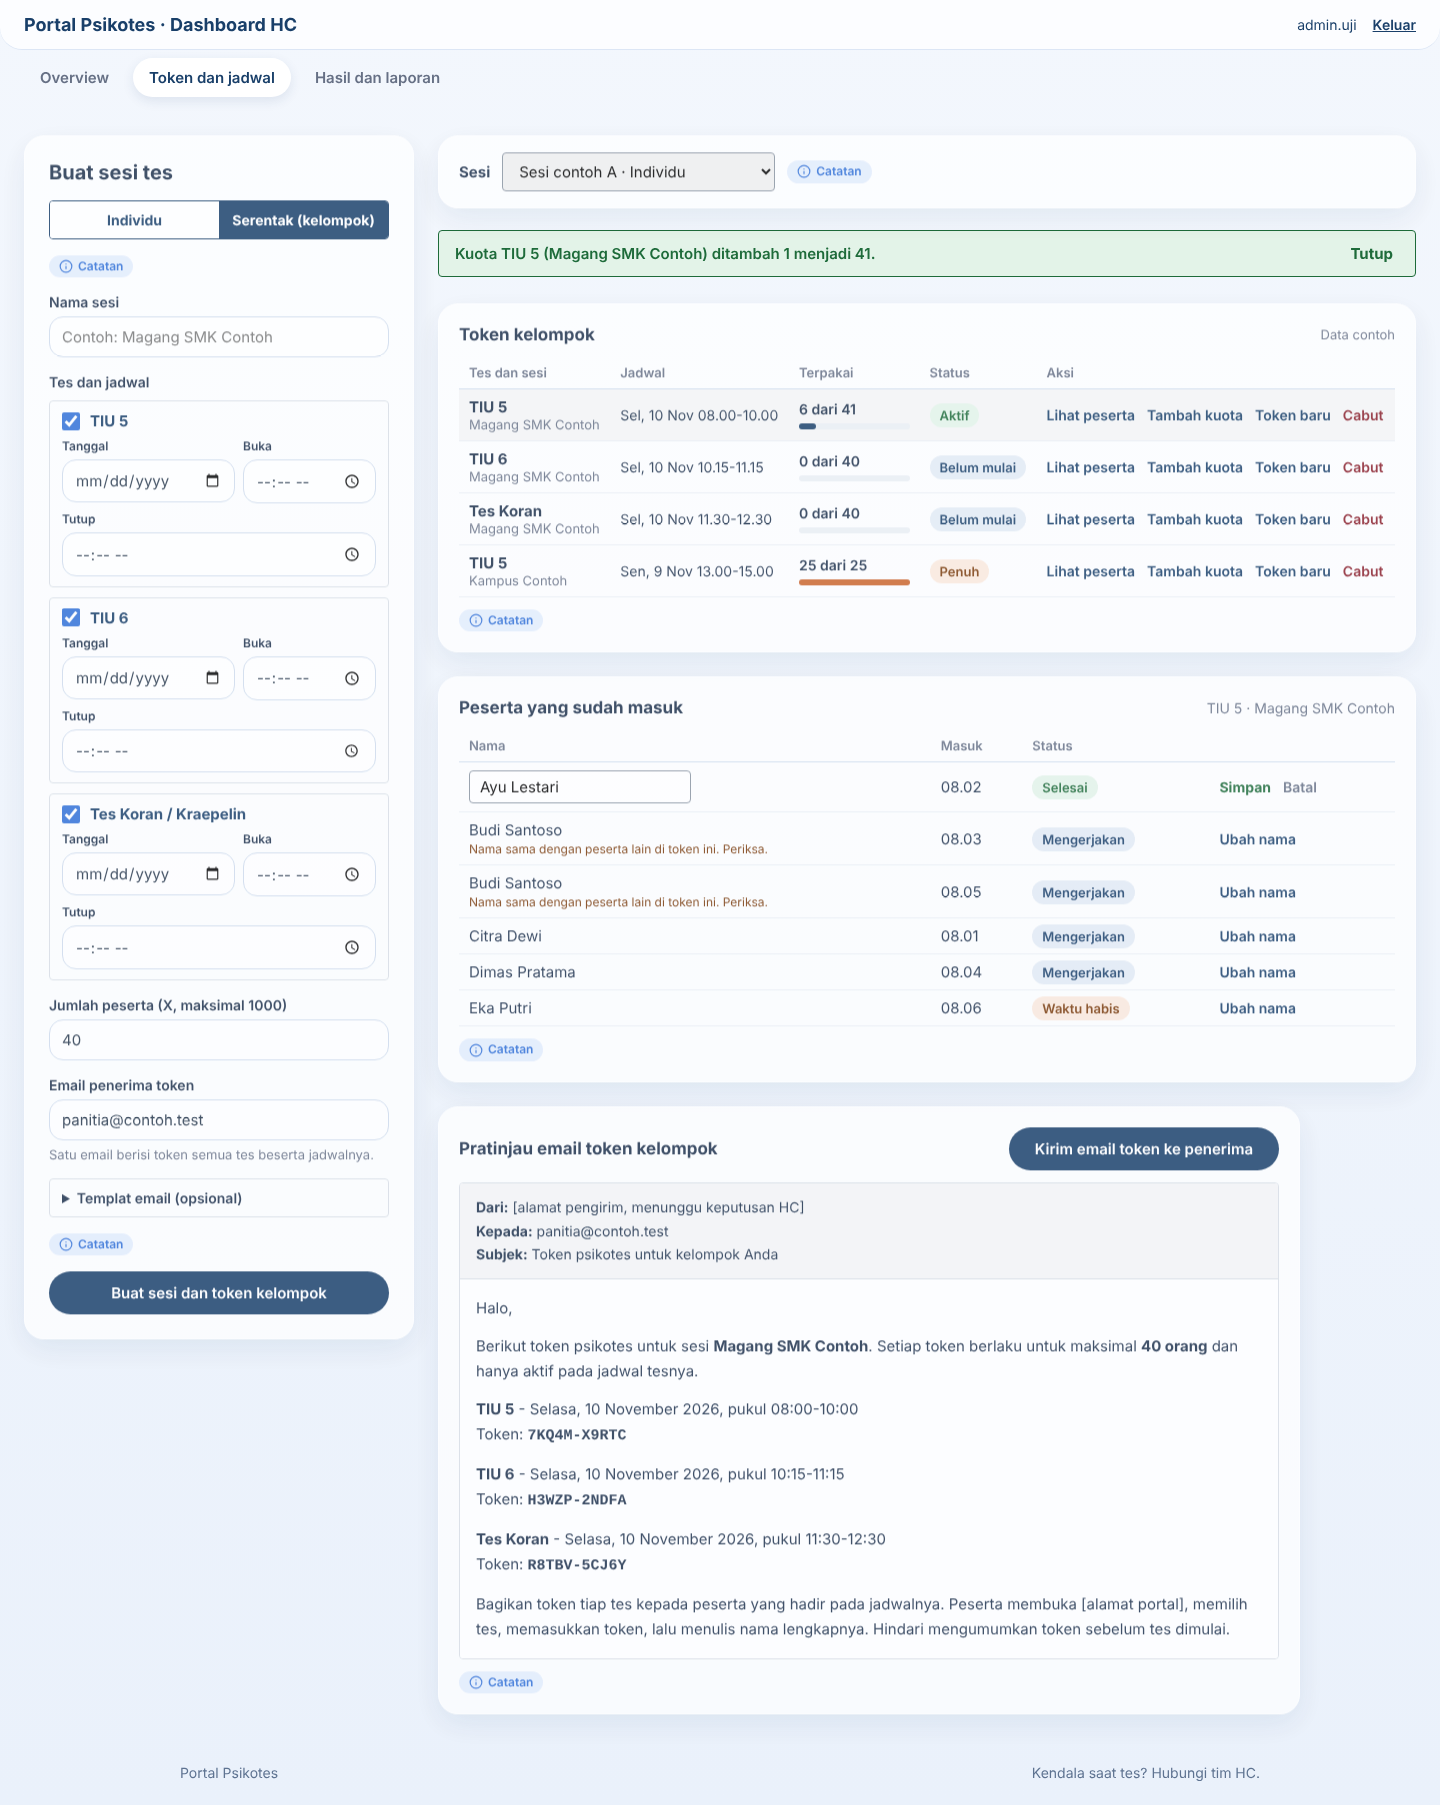 Portal Psikotes · Dashboard HC
admin.uji Keluar
Overview Token dan jadwal Hasil dan laporan
Buat sesi tes
Individu Serentak (kelompok)
Catatan
Nama sesi
Contoh: Magang SMK Contoh
Tes dan jadwal
TIU 5
Tanggal Buka
mm/dd/yyyy --:-- --
Tutup
--:-- --
TIU 6
Tanggal Buka
mm/dd/yyyy --:-- --
Tutup
--:-- --
Tes Koran / Kraepelin
Tanggal Buka
mm/dd/yyyy --:-- --
Tutup
--:-- --
Jumlah peserta (X, maksimal 1000)
40
Email penerima token
panitia@contoh.test
Satu email berisi token semua tes beserta jadwalnya.
Templat email (opsional)
Catatan
Buat sesi dan token kelompok
Sesi Sesi contoh A · Individu Catatan
Kuota TIU 5 (Magang SMK Contoh) ditambah 1 menjadi 41. Tutup
Token kelompok Data contoh
Tes dan sesi Jadwal Terpakai Status Aksi
TIU 5
Magang SMK Contoh Sel, 10 Nov 08.00-10.00 6 dari 41 Aktif Lihat peserta Tambah kuota Token baru Cabut
TIU 6
Magang SMK Contoh Sel, 10 Nov 10.15-11.15 0 dari 40 Belum mulai Lihat peserta Tambah kuota Token baru Cabut
Tes Koran
Magang SMK Contoh Sel, 10 Nov 11.30-12.30 0 dari 40 Belum mulai Lihat peserta Tambah kuota Token baru Cabut
TIU 5
Kampus Contoh Sen, 9 Nov 13.00-15.00 25 dari 25 Penuh Lihat peserta Tambah kuota Token baru Cabut
Catatan
Peserta yang sudah masuk TIU 5 · Magang SMK Contoh
Nama Masuk Status
Ayu Lestari 08.02 Selesai Simpan Batal
Budi Santoso 08.03 Mengerjakan Ubah nama
Nama sama dengan peserta lain di token ini. Periksa.
Budi Santoso 08.05 Mengerjakan Ubah nama
Nama sama dengan peserta lain di token ini. Periksa.
Citra Dewi 08.01 Mengerjakan Ubah nama
Dimas Pratama 08.04 Mengerjakan Ubah nama
Eka Putri 08.06 Waktu habis Ubah nama
Catatan
Pratinjau email token kelompok Kirim email token ke penerima
Dari: [alamat pengirim, menunggu keputusan HC]
Kepada: panitia@contoh.test
Subjek: Token psikotes untuk kelompok Anda
Halo,
Berikut token psikotes untuk sesi Magang SMK Contoh. Setiap token berlaku untuk maksimal 40 orang dan
hanya aktif pada jadwal tesnya.
TIU 5 - Selasa, 10 November 2026, pukul 08:00-10:00
Token: 7KQ4M-X9RTC
TIU 6 - Selasa, 10 November 2026, pukul 10:15-11:15
Token: H3WZP-2NDFA
Tes Koran - Selasa, 10 November 2026, pukul 11:30-12:30
Token: R8TBV-5CJ6Y
Bagikan token tiap tes kepada peserta yang hadir pada jadwalnya. Peserta membuka [alamat portal], memilih
tes, memasukkan token, lalu menulis nama lengkapnya. Hindari mengumumkan token sebelum tes dimulai.
Catatan
Portal Psikotes Kendala saat tes? Hubungi tim HC.